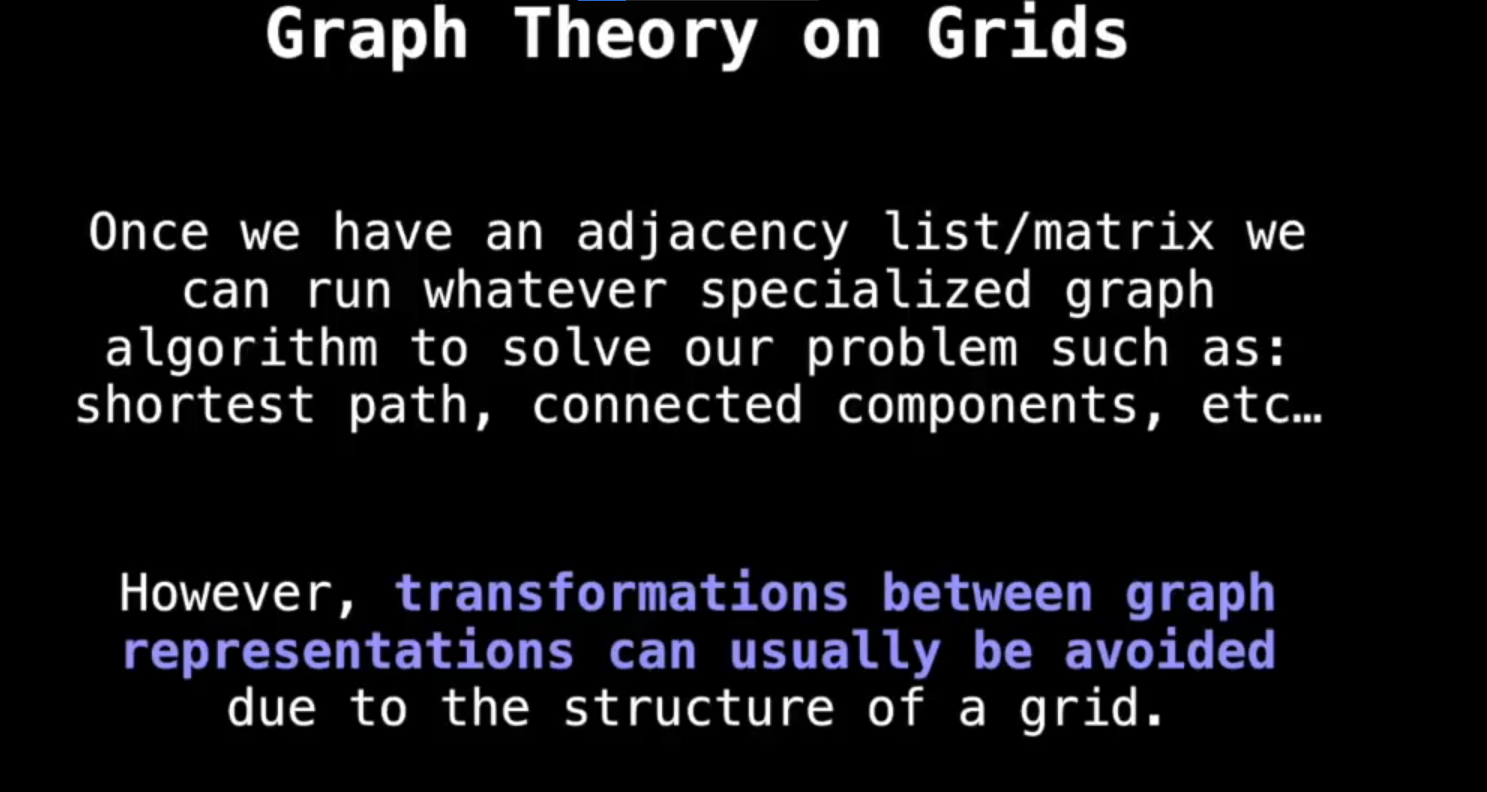 Graph Theory on Grids
Once we have an adjacency list/matrix we
can run whatever specialized graph
algorithm to solve our problem such as:
shortest path, connected components, etc…
However, transformations between graph
representations can usually be avoided
due to the structure of a grid.